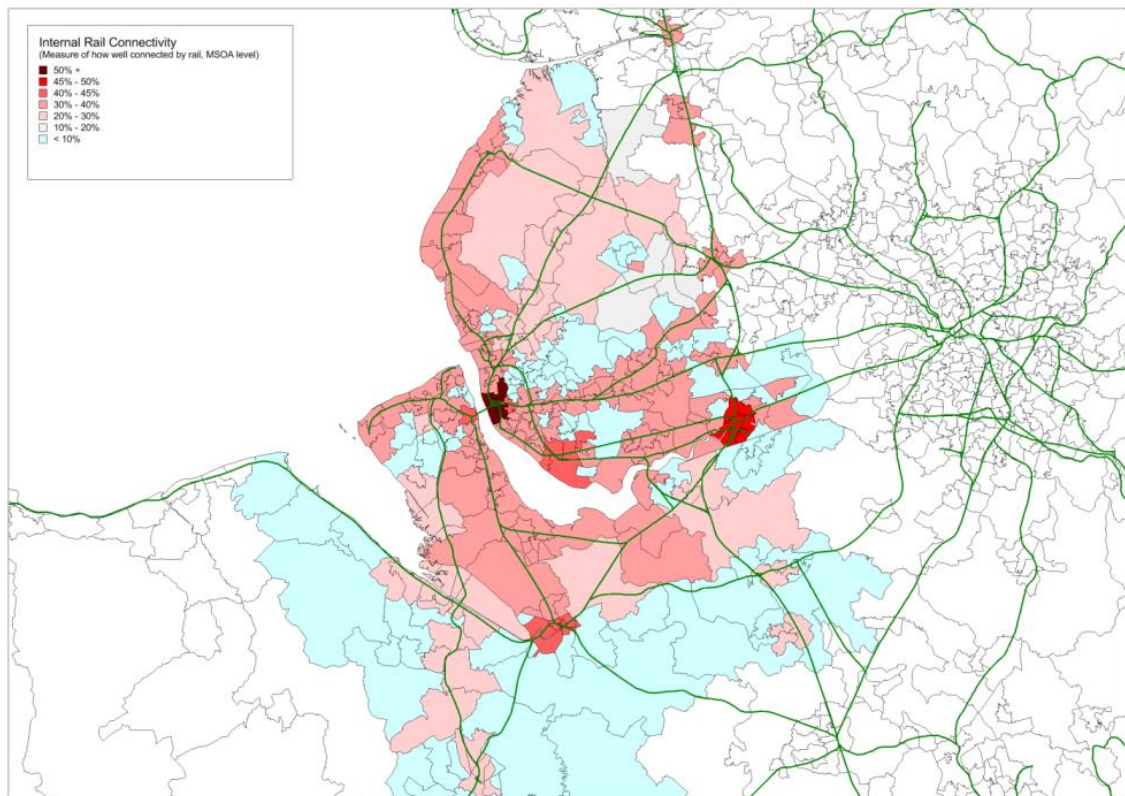 Internal Rail Connectivity
(Measure of how well connected by rail, MSOA level)
50% +
45% - 50%
40% - 45%
30% - 40%
20% - 30%
10% - 20%
< 10%